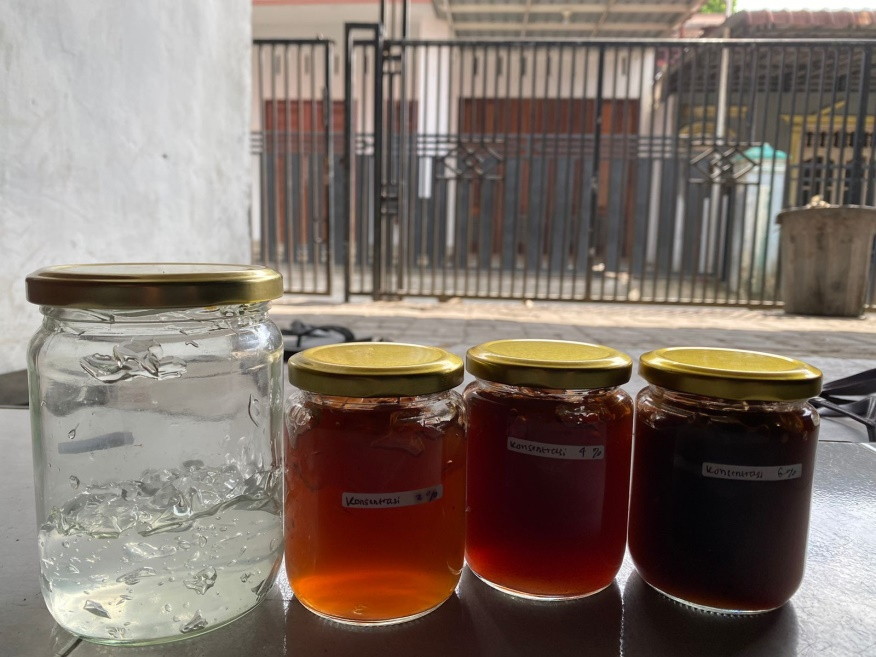 Konsentrasi
Konsentrasi 4 %
Konsentrasi 6 %